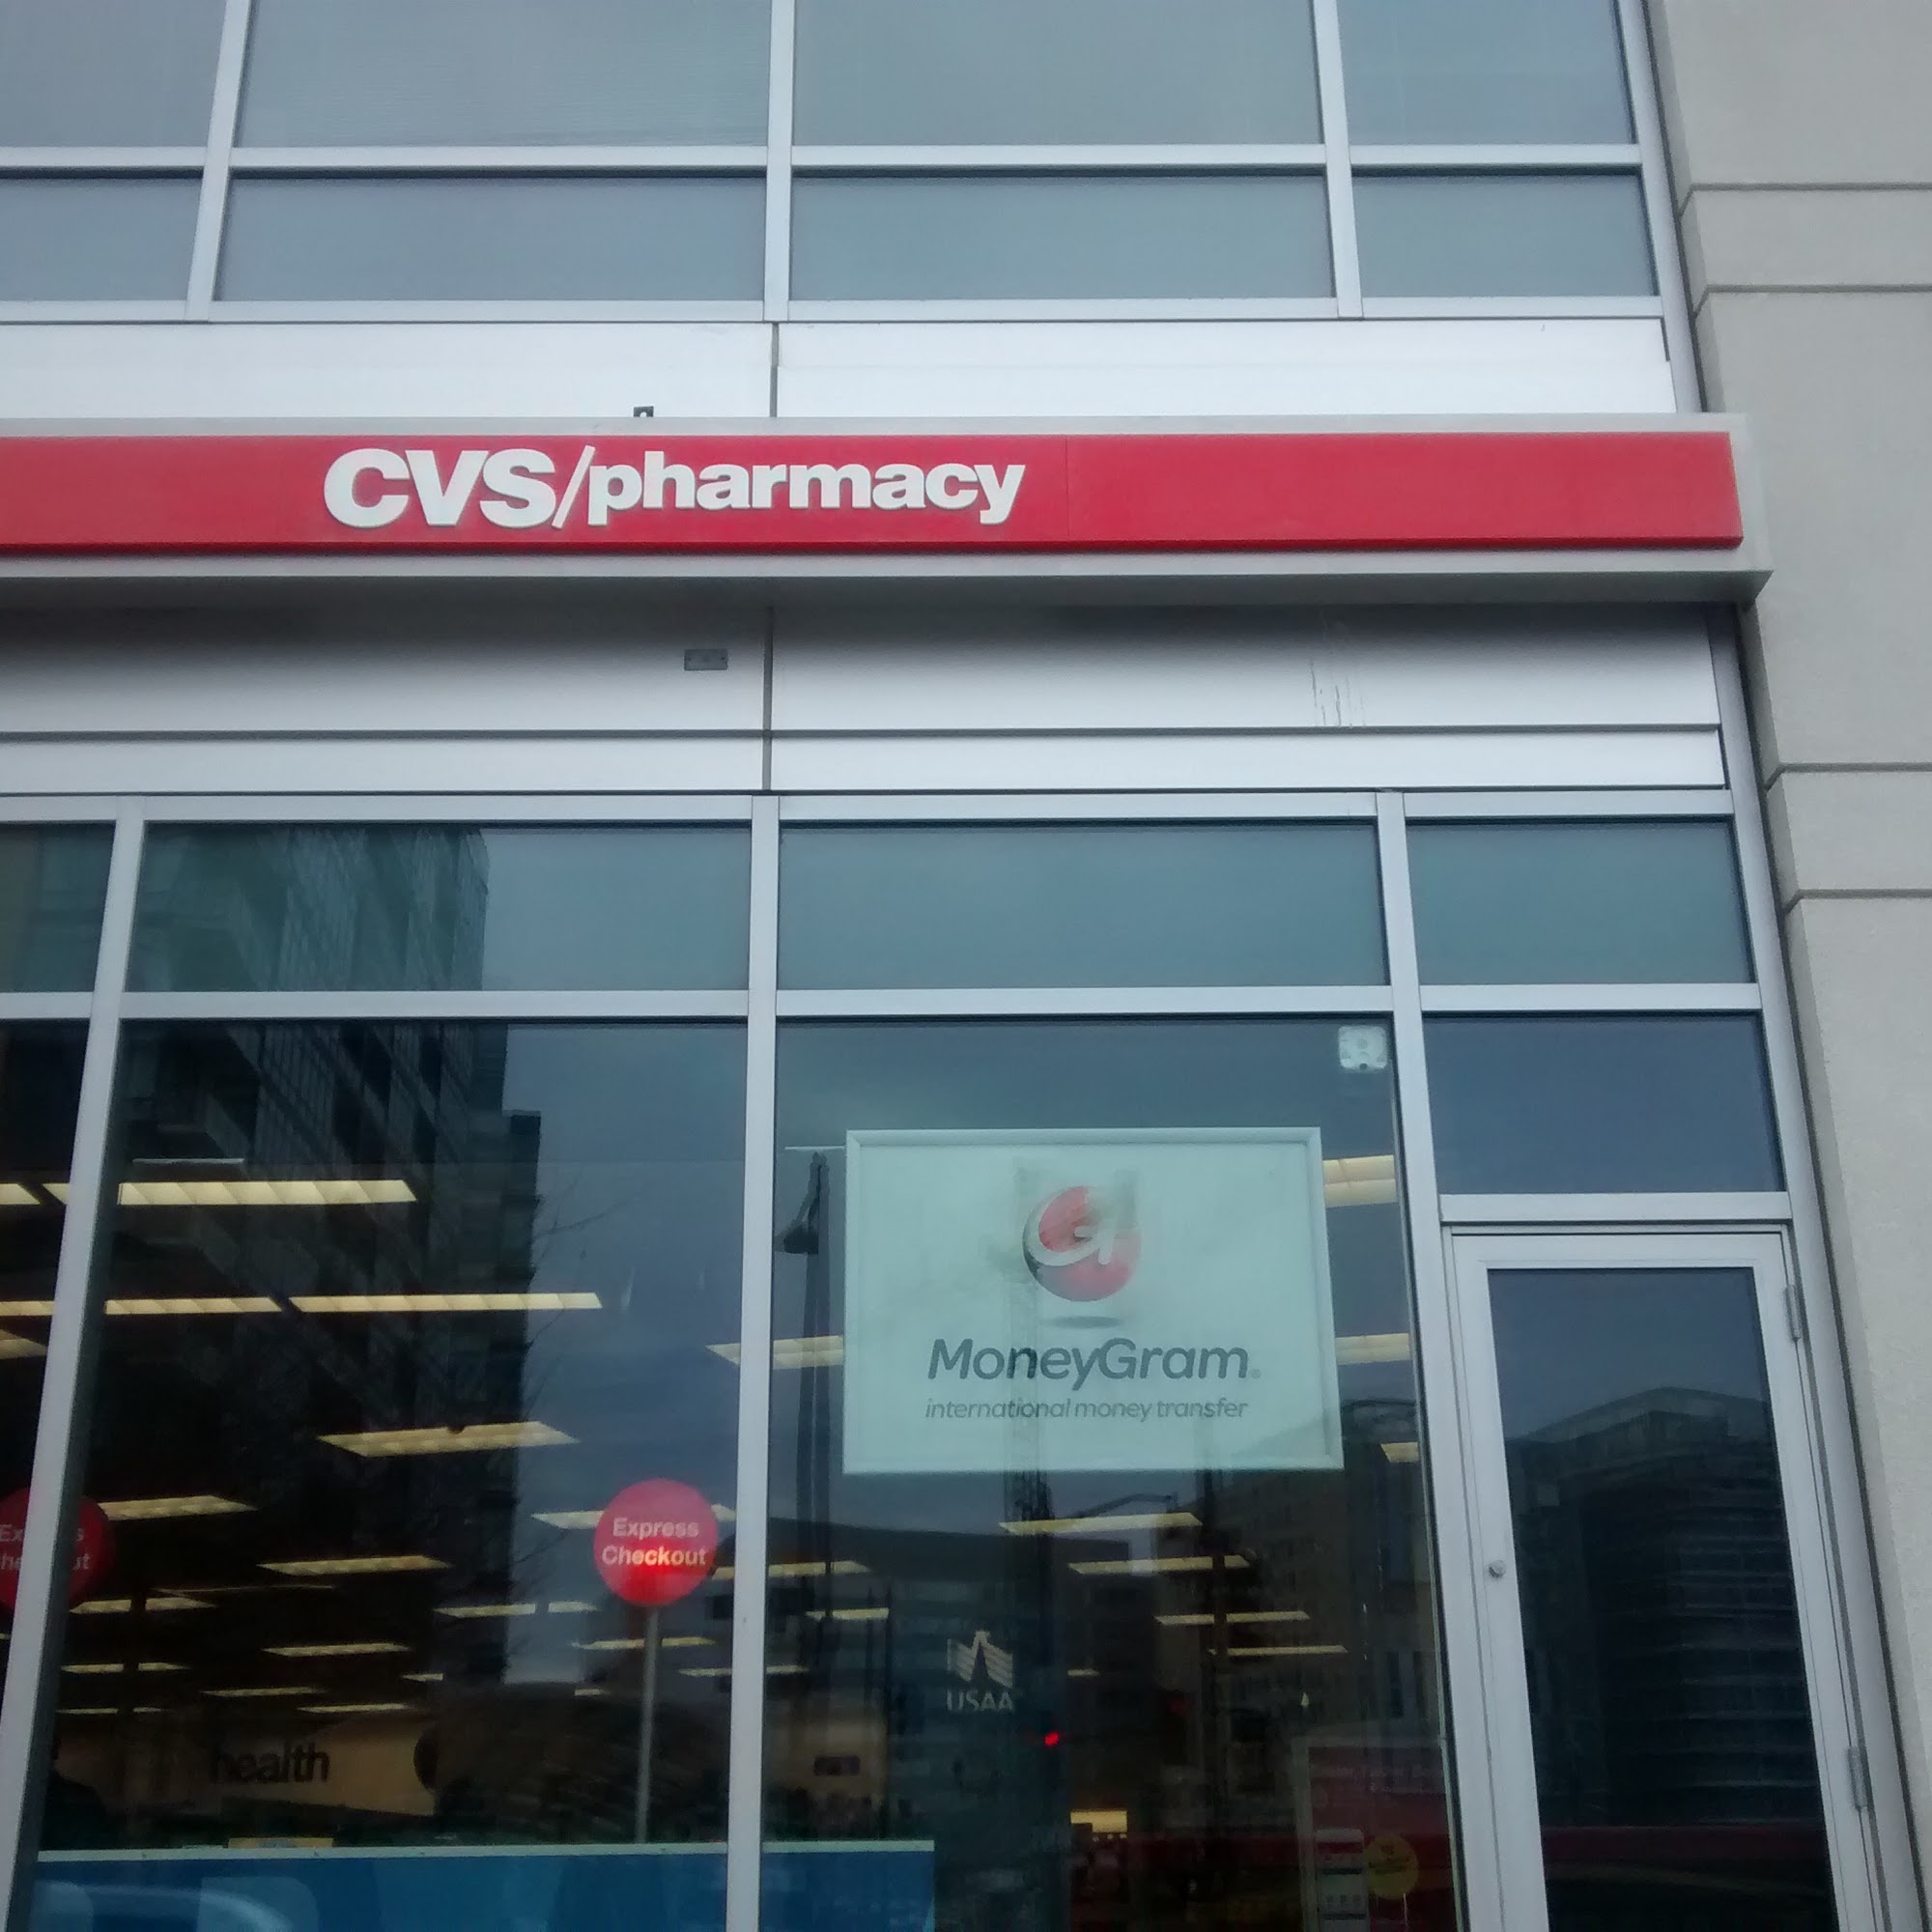 CVS/pharmacy
MoneyGram
international money transfer
Express
Checkout
USAA
health